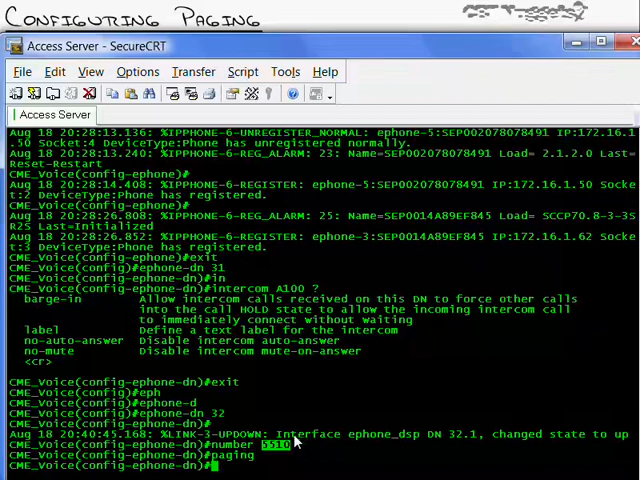 Configuring Paging
Access Server - SecureCRT
File Edit View Options Transfer Script Tools Help
Access Server
Aug 18 20:28:13.136: %IPPHONE-6-UNREGISTER_NORMAL: ephone-5:SEP002078078491 IP:172.16.1
.50 Socket:4 DeviceType:Phone has unregistered normally.
Aug 18 20:28:13.240: %IPPHONE-6-REG_ALARM: 23: Name=SEP002078078491 Load= 2.1.2.0 Last=
Reset-Restart
CME_Voice(config-ephone)#
Aug 18 20:28:14.408: %IPPHONE-6-REGISTER: ephone-5:SEP002078078491 IP:172.16.1.50 Socke
t:2 DeviceType:Phone has registered.
CME_Voice(config-ephone)#
Aug 18 20:28:26.808: %IPPHONE-6-REG_ALARM: 25: Name=SEP0014A89EF845 Load= SCCP70.8-3-3S
R2S Last=Initialized
Aug 18 20:28:26.852: %IPPHONE-6-REGISTER: ephone-3:SEP0014A89EF845 IP:172.16.1.62 Socke
t:3 DeviceType:Phone has registered.
CME_Voice(config-ephone)#exit
CME_Voice(config)#ephone-dn 31
CME_Voice(config-ephone-dn)#in
CME_Voice(config-ephone-dn)#intercom A100 ?
barge-in Allow intercom calls received on this DN to force other calls
into the call HOLD state to allow the incoming intercom call
to immediately connect without waiting
label Define a text label for the intercom
no-auto-answer Disable intercom auto-answer
no-mute Disable intercom mute-on-answer
<cr>
CME_Voice(config-ephone-dn)#exit
CME_Voice(config)#eph
CME_Voice(config)#ephone-d
CME_Voice(config)#ephone-dn 32
CME_Voice(config-ephone-dn)#
Aug 18 20:40:45.168: %LINK-3-UPDOWN: Interface ephone_dsp DN 32.1, changed state to up
CME_Voice(config-ephone-dn)#number 5510
CME_Voice(config-ephone-dn)#paging
CME_Voice(config-ephone-dn)#